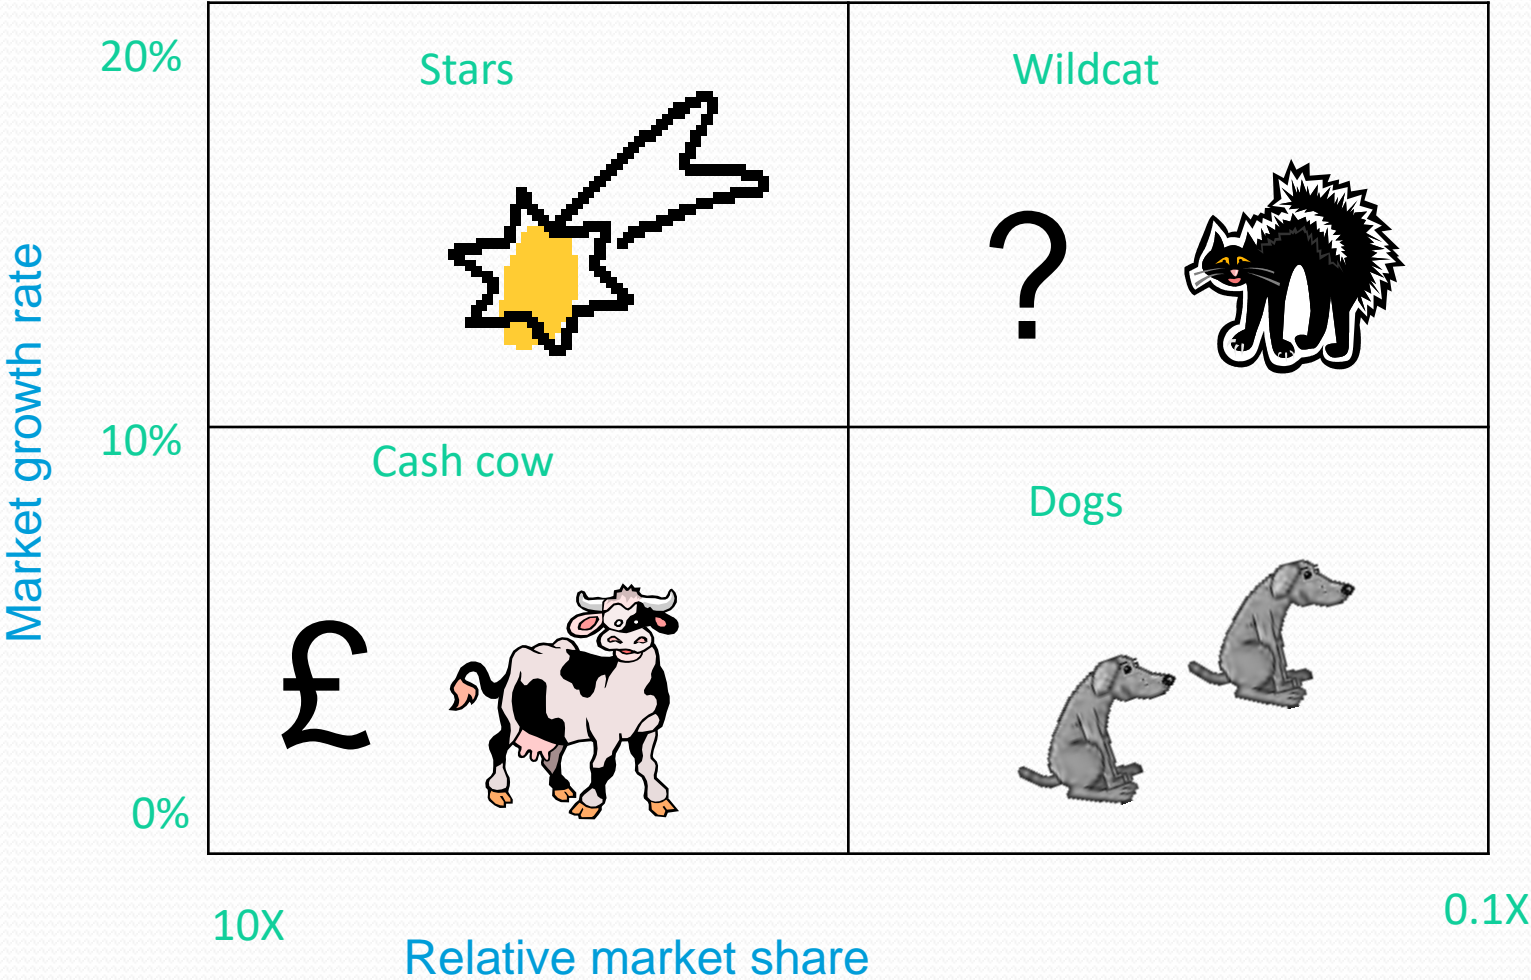 20%
Stars
Wildcat
?
Market growth rate
10%
Cash cow
Dogs
£
0%
10X
0.1X
Relative market share